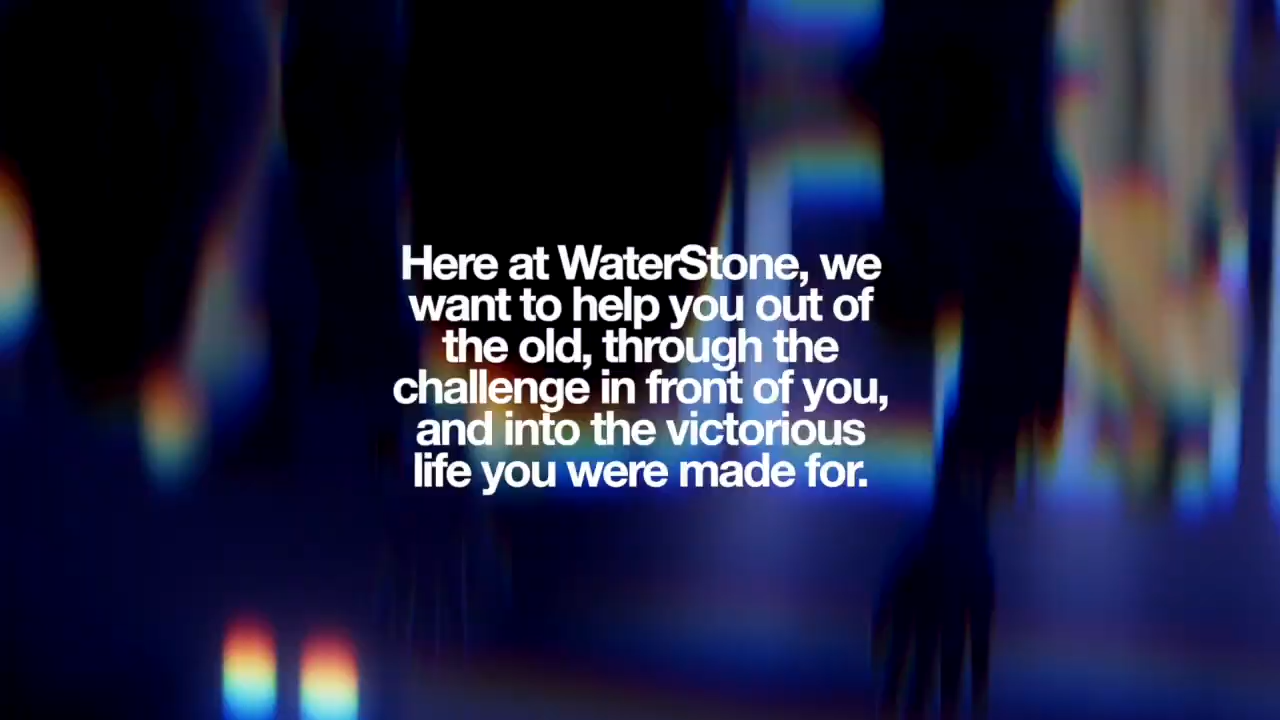 Here at WaterStone, we
want to help you out of
the old, through the
challenge in front of you,
and into the victorious
life you were made for.